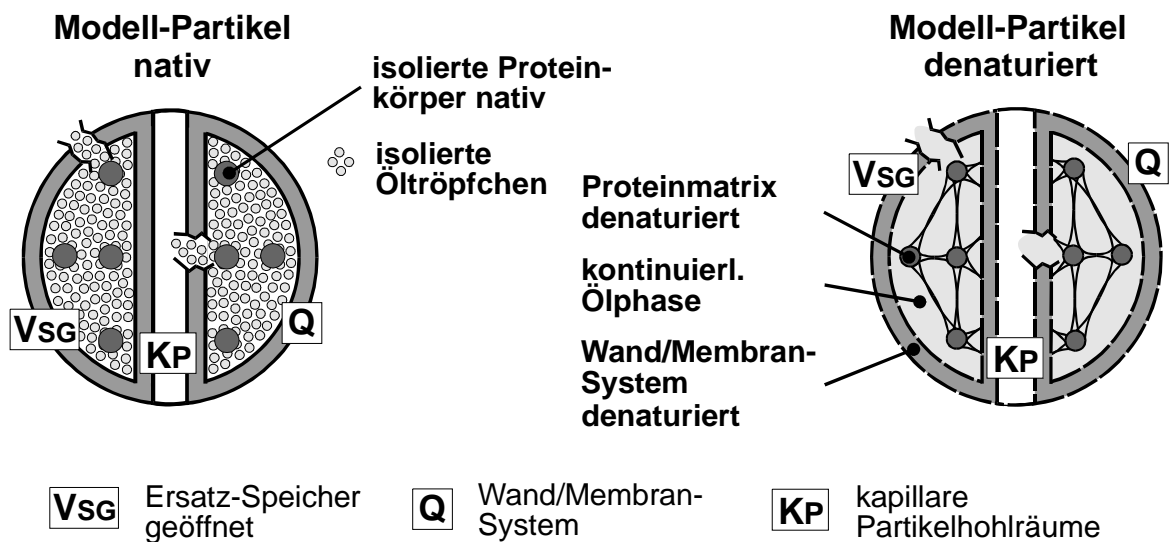 Modell-Partikel
nativ
Modell-Partikel
denaturiert
isolierte Protein-
körper nativ
isolierte
Öltröpfchen
VSG
KP
Q
Proteinmatrix
denaturiert
kontinuierl.
Ölphase
Wand/Membran-
System
denaturiert
VSG
Q
KP
VSG Ersatz-Speicher
geöffnet
Q Wand/Membran-
System
KP kapillare
Partikelhohlräume